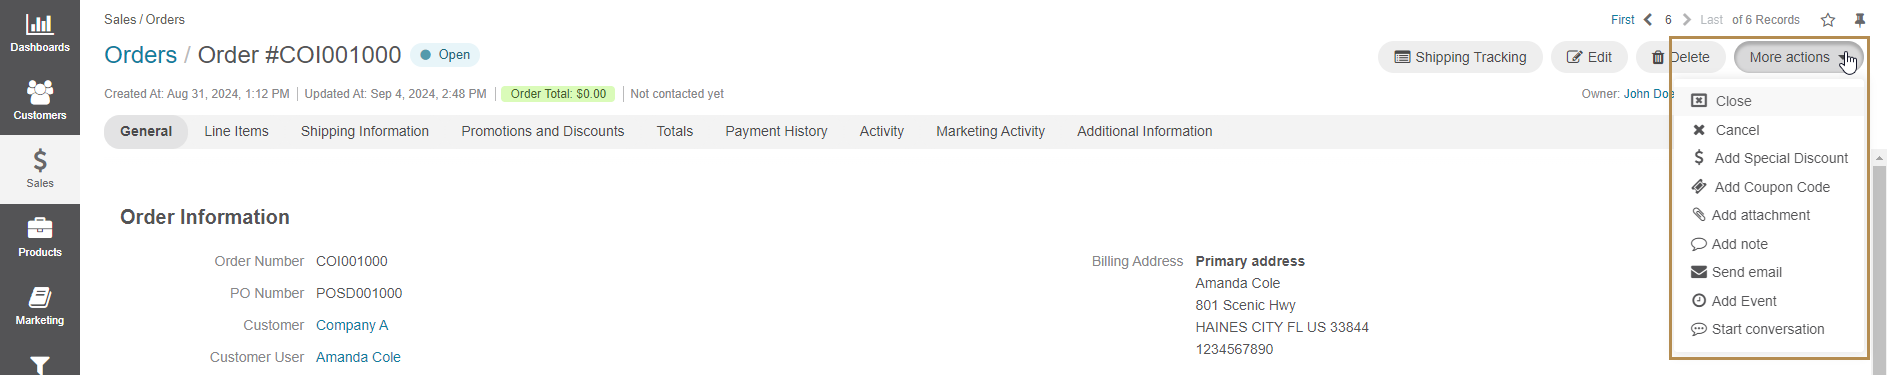 Dashboards
Customers
Sales
Products
Marketing
Sales / Orders
First 6 Last of 6 Records
Orders / Order #COI001000 Open
Shipping Tracking Edit Delete More actions
Created At: Aug 31, 2024, 1:12 PM Updated At: Sep 4, 2024, 2:48 PM Order Total: $0.00 Not contacted yet
Owner: John Doe
General Line Items Shipping Information Promotions and Discounts Totals Payment History Activity Marketing Activity Additional Information
Close
Cancel
Add Special Discount
Add Coupon Code
Add attachment
Add note
Send email
Add Event
Start conversation
Order Information
Order Number COI001000
PO Number POSD001000
Customer Company A
Customer User Amanda Cole
Billing Address Primary address
Amanda Cole
801 Scenic Hwy
HAINES CITY FL US 33844
1234567890